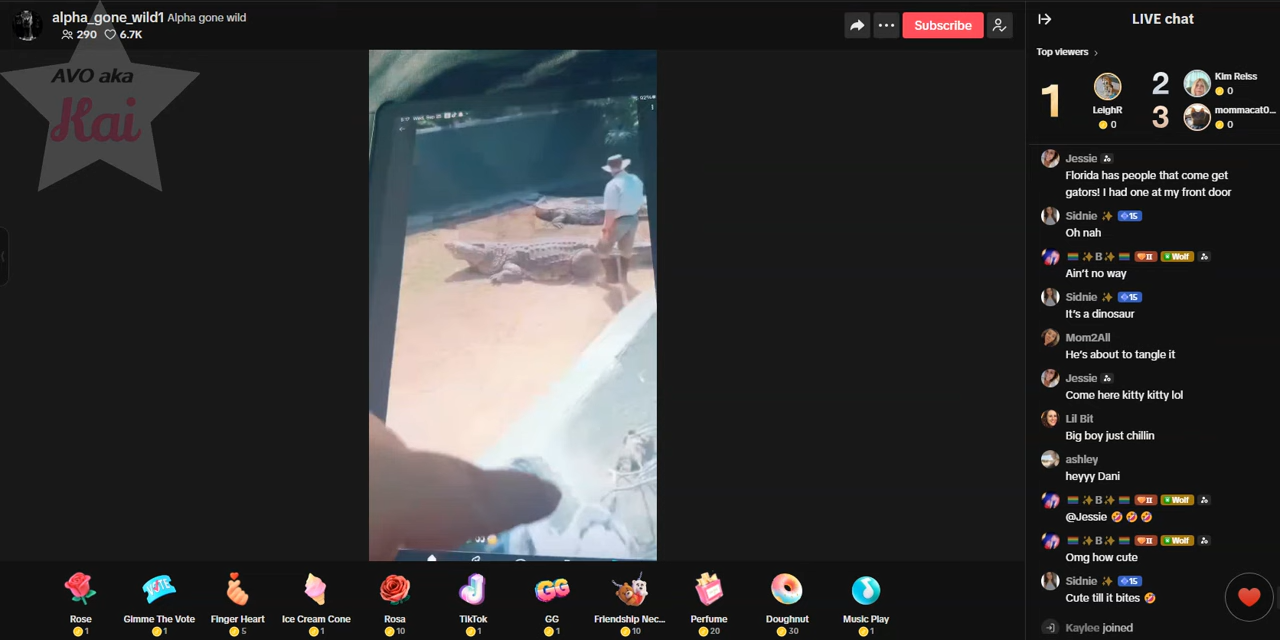 alpha_gone_wild1 Alpha gone wild
290 6.7K
Subscribe
AVO aka
Kai
LIVE chat
Top viewers
1
LeighR
0
2
Kim Reiss
0
3
mommacat0...
0
Jessie
Florida has people that come get
gators! I had one at my front door
Sidnie 15
Oh nah
B II Wolf
Ain't no way
Sidnie 15
It's a dinosaur
Mom2All
He's about to tangle it
Jessie
Come here kitty kitty lol
Lil Bit
Big boy just chillin
ashley
heyyy Dani
B II Wolf
@Jessie 🤣 🤣 🤣
B II Wolf
Omg how cute
Sidnie 15
Cute till it bites 🤣
Kaylee joined
92%
VOTE
GG
Rose
1
Gimme The Vote
1
Finger Heart
5
Ice Cream Cone
1
Rosa
10
TikTok
1
GG
1
Friendship Nec...
10
Perfume
20
Doughnut
30
Music Play
1